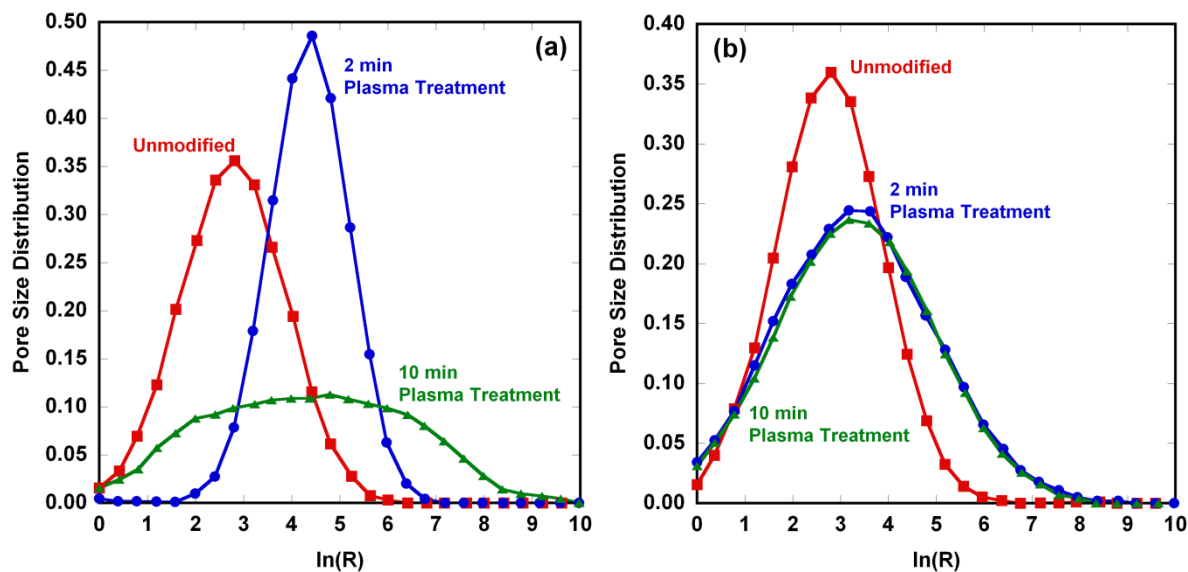 (a)
Pore Size Distribution
0.50
0.45
0.40
0.35
0.30
0.25
0.20
0.15
0.10
0.05
0.00
2 min
Plasma Treatment
Unmodified
10 min
Plasma Treatment
0 1 2 3 4 5 6 7 8 9 10
ln(R)
(b)
Pore Size Distribution
0.40
0.35
0.30
0.25
0.20
0.15
0.10
0.05
0.00
Unmodified
2 min
Plasma Treatment
10 min
Plasma Treatment
0 1 2 3 4 5 6 7 8 9 10
ln(R)